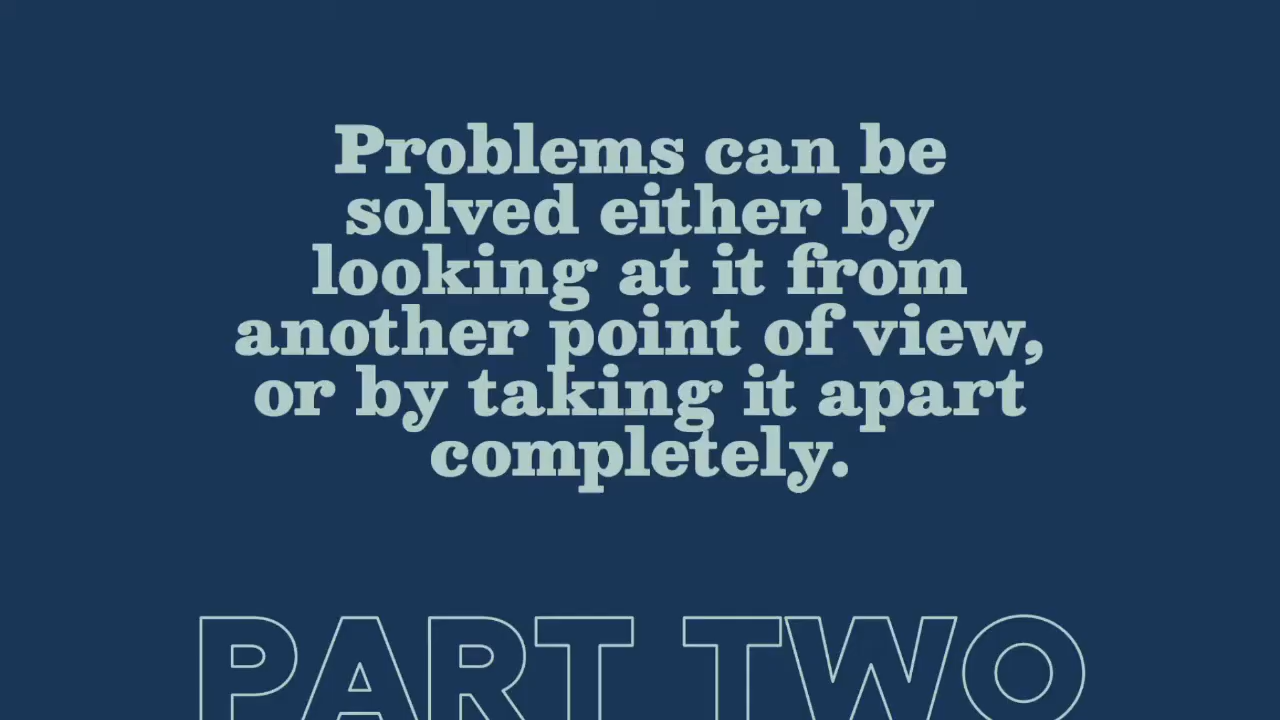 Problems can be
solved either by
looking at it from
another point of view,
or by taking it apart
completely.
PART TWO